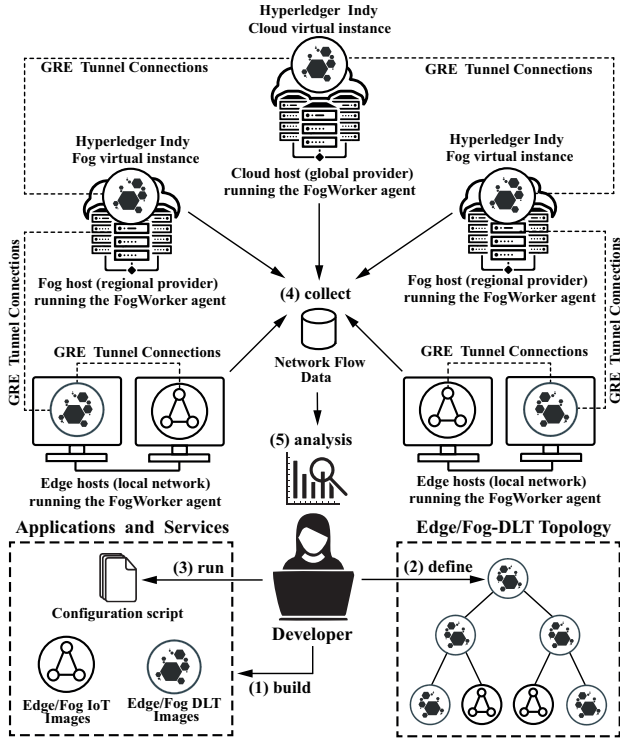 Hyperledger Indy
Cloud virtual instance
GRE Tunnel Connections
GRE Tunnel Connections
Hyperledger Indy
Fog virtual instance
Hyperledger Indy
Fog virtual instance
Cloud host (global provider)
running the FogWorker agent
Fog host (regional provider)
running the FogWorker agent
Fog host (regional provider)
running the FogWorker agent
GRE Tunnel Connections
GRE Tunnel Connections
(4) collect
Network Flow
Data
GRE Tunnel Connections
GRE Tunnel Connections
(5) analysis
Edge hosts (local network)
running the FogWorker agent
Edge hosts (local network)
running the FogWorker agent
Applications and Services
Edge/Fog-DLT Topology
(3) run
(2) define
Configuration script
Developer
(1) build
Edge/Fog IoT
Images
Edge/Fog DLT
Images